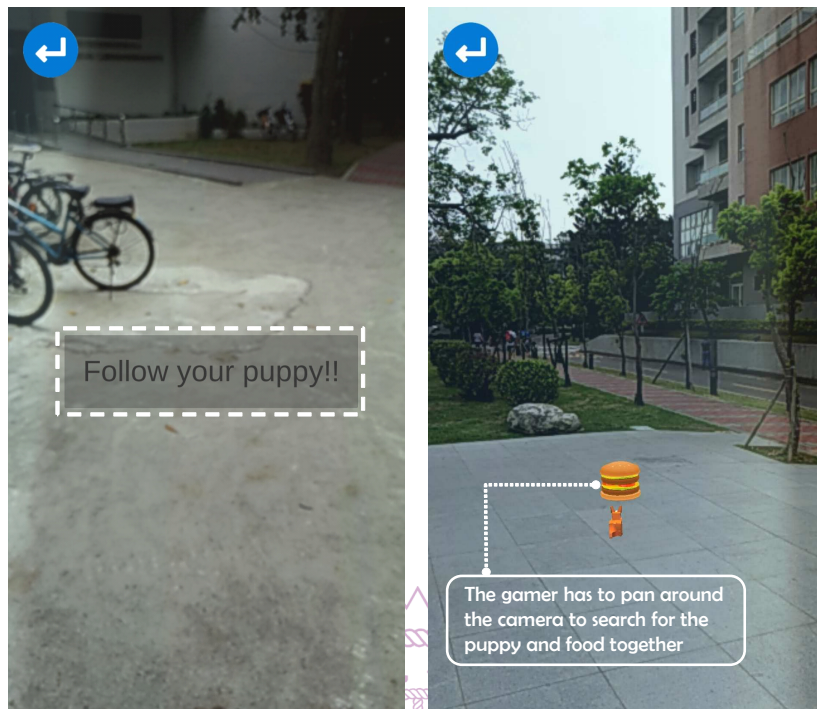 Follow your puppy!!
The gamer has to pan around
the camera to search for the
puppy and food together